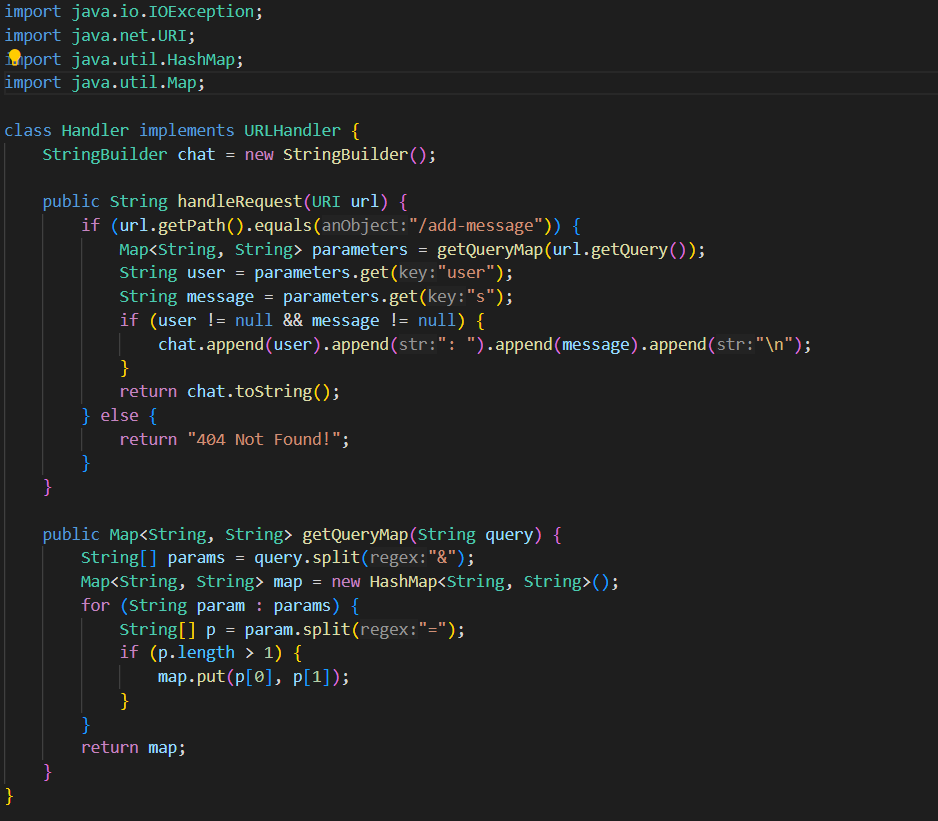 import java.io.IOException;
import java.net.URI;
import java.util.HashMap;
import java.util.Map;

class Handler implements URLHandler {
    StringBuilder chat = new StringBuilder();

    public String handleRequest(URI url) {
        if (url.getPath().equals(anObject:"/add-message")) {
            Map<String, String> parameters = getQueryMap(url.getQuery());
            String user = parameters.get(key:"user");
            String message = parameters.get(key:"s");
            if (user != null && message != null) {
                chat.append(user).append(str:": ").append(message).append(str:"\n");
            }
            return chat.toString();
        } else {
            return "404 Not Found!";
        }
    }

    public Map<String, String> getQueryMap(String query) {
        String[] params = query.split(regex:"&");
        Map<String, String> map = new HashMap<String, String>();
        for (String param : params) {
            String[] p = param.split(regex:"=");
            if (p.length > 1) {
                map.put(p[0], p[1]);
            }
        }
        return map;
    }
}